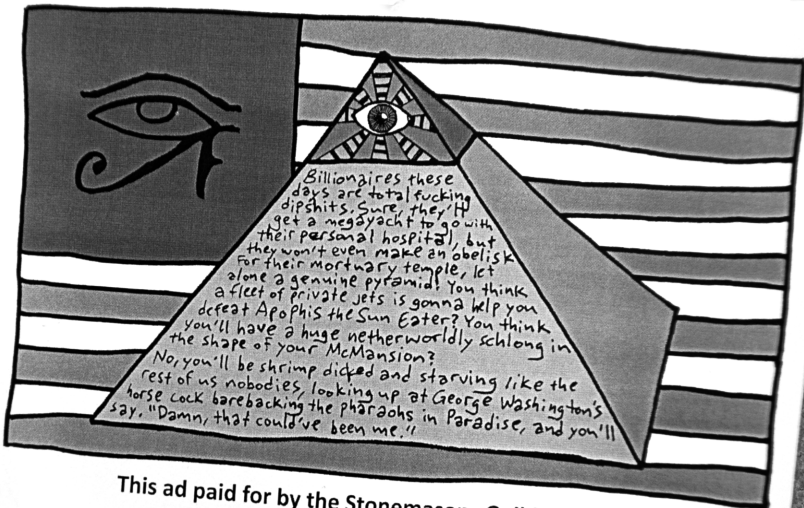 Billionaires these
days are total fucking
dipshits. Sure, they'll
get a megayacht to go with
their personal hospital, but
they won't even make an obelisk
for their mortuary temple, let
alone a genuine pyramid! You think
a fleet of private jets is gonna help you
defeat Apophis the Sun Eater? You think
you'll have a huge netherworldly schlong in
the shape of your McMansion?
No, you'll be shrimp dicked and starving like the
rest of us nobodies, looking up at George Washington's
horse cock barebacking the pharaohs in Paradise, and you'll
say, "Damn, that could've been me."
This ad paid for by the